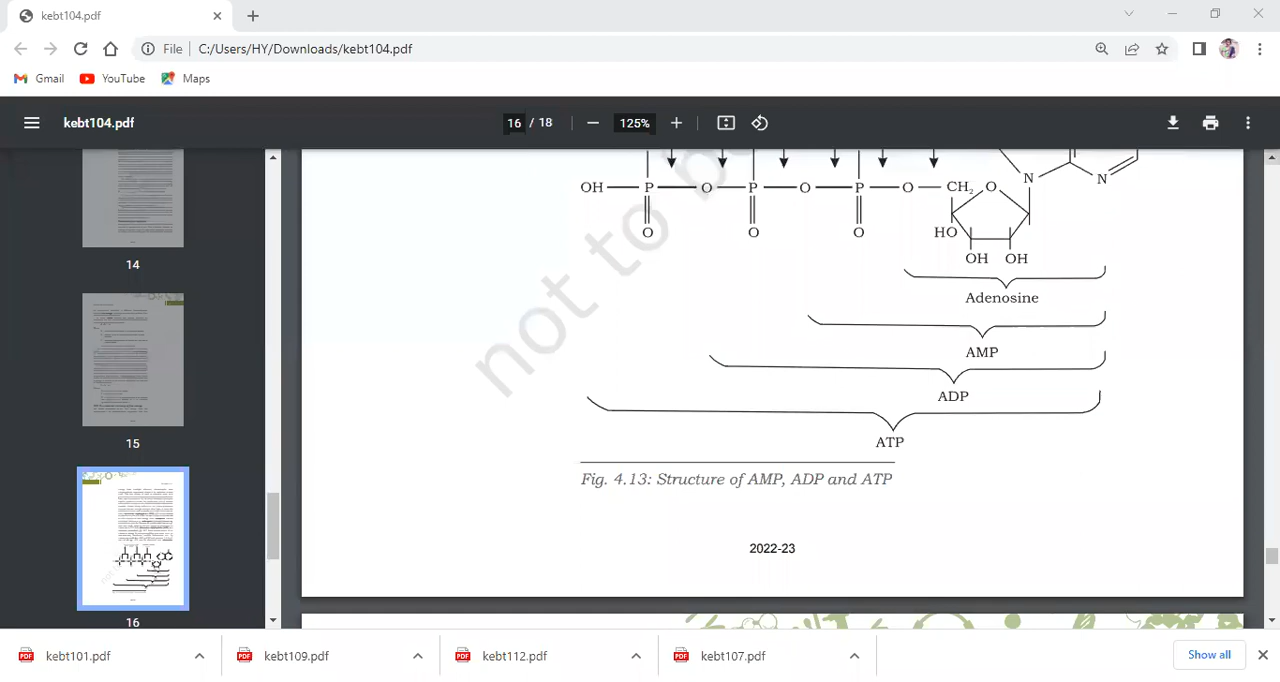 kebt104.pdf
File C:/Users/HY/Downloads/kebt104.pdf
Gmail YouTube Maps
kebt104.pdf 16 / 18 125%
14
15
16
N N
OH P O P O P O CH2 O
O O O HO
OH OH
Adenosine
AMP
ADP
ATP
Fig. 4.13: Structure of AMP, ADP and ATP
not to b
2022-23
kebt101.pdf kebt109.pdf kebt112.pdf kebt107.pdf Show all